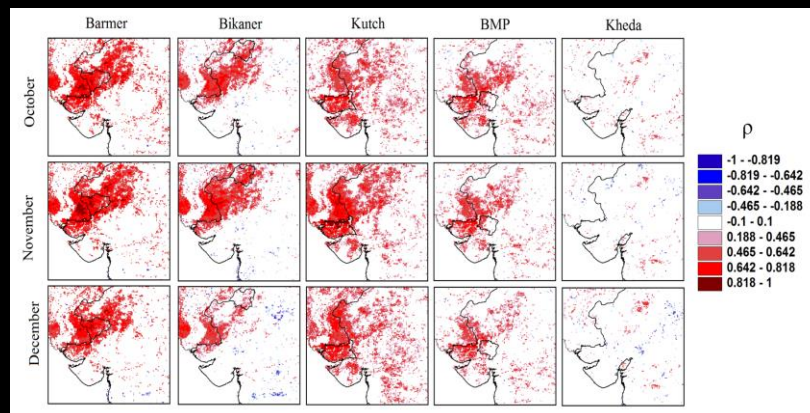 Barmer Bikaner Kutch BMP Kheda
October
November
December
ρ
-1 - -0.819
-0.819 - -0.642
-0.642 - -0.465
-0.465 - -0.188
-0.1 - 0.1
0.188 - 0.465
0.465 - 0.642
0.642 - 0.818
0.818 - 1